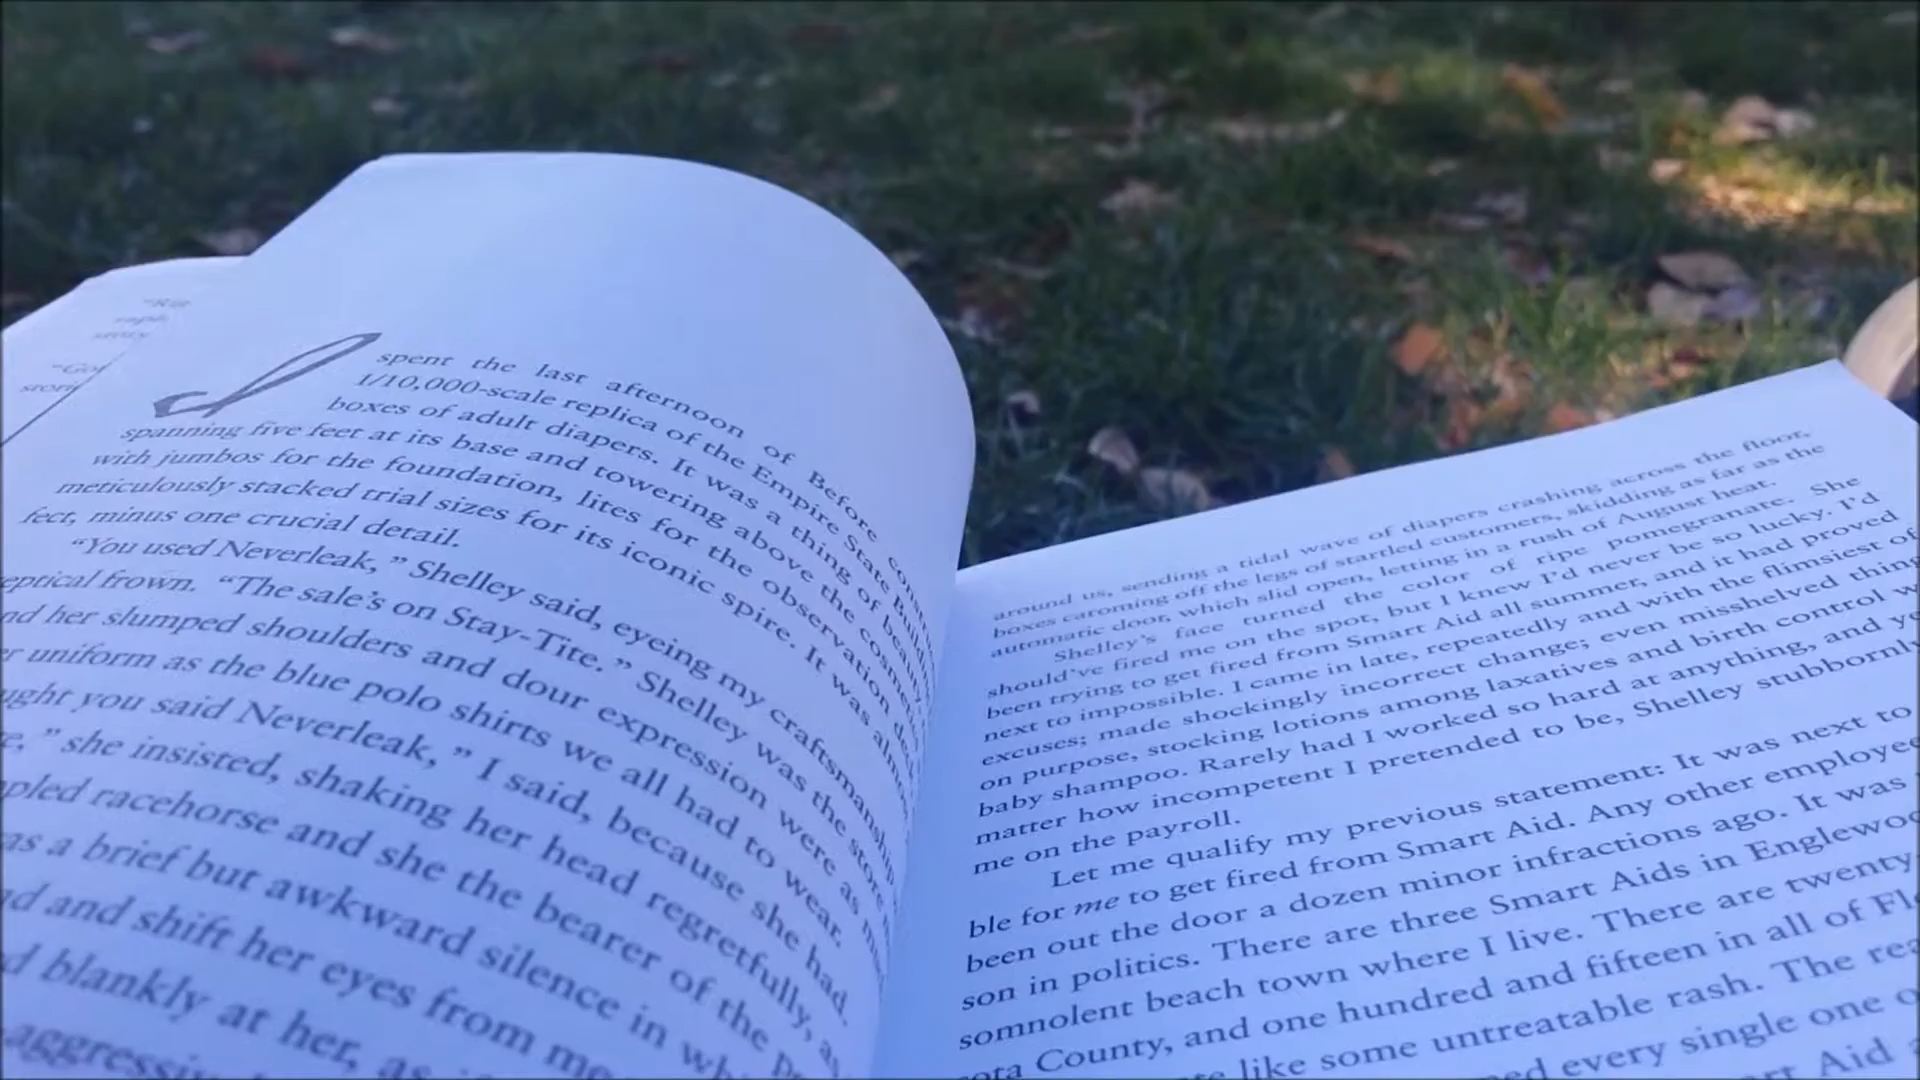 "Rip
story
"Got
story
I spent the last afternoon of Before
1/10,000-scale replica of the Empire State
boxes of adult diapers. It was a thing of beauty,
spanning five feet at its base and towering above the
with jumbos for the foundation, lites for the observation
meticulously stacked trial sizes for its iconic spire. It was
fect, minus one crucial detail.
"You used Neverleak," Shelley said, eyeing my craftsmanship
eptical frown. "The sale's on Stay-Tite." Shelley was the store
nd her slumped shoulders and dour expression were as
er uniform as the blue polo shirts we all had to wear.
ught you said Neverleak," I said, because she had.
e," she insisted, shaking her head regretfully, as
pled racehorse and she the bearer of the
as a brief but awkward silence in
ad and shift her eyes from me
d blankly at her, as
aggressi
around us, sending a tidal wave of diapers crashing across the floor,
boxes caroming off the legs of startled customers, skidding as far as the
automatic door, which slid open, letting in a rush of August heat.
Shelley's face turned the color of ripe pomegranate. She
should've fired me on the spot, but I knew I'd never be so lucky. I'd
been trying to get fired from Smart Aid all summer, and it had proved
next to impossible. I came in late, repeatedly and with the flimsiest of
excuses; made shockingly incorrect change; even misshelved things
on purpose, stocking lotions among laxatives and birth control w
baby shampoo. Rarely had I worked so hard at anything, and ye
matter how incompetent I pretended to be, Shelley stubbornly
me on the payroll.
Let me qualify my previous statement: It was next to
ble for me to get fired from Smart Aid. Any other employee
been out the door a dozen minor infractions ago. It was
son in politics. There are three Smart Aids in Englewoo
somnolent beach town where I live. There are twenty-
ota County, and one hundred and fifteen in all of Fl
like some untreatable rash. The rea
ed every single one o
rt Aid